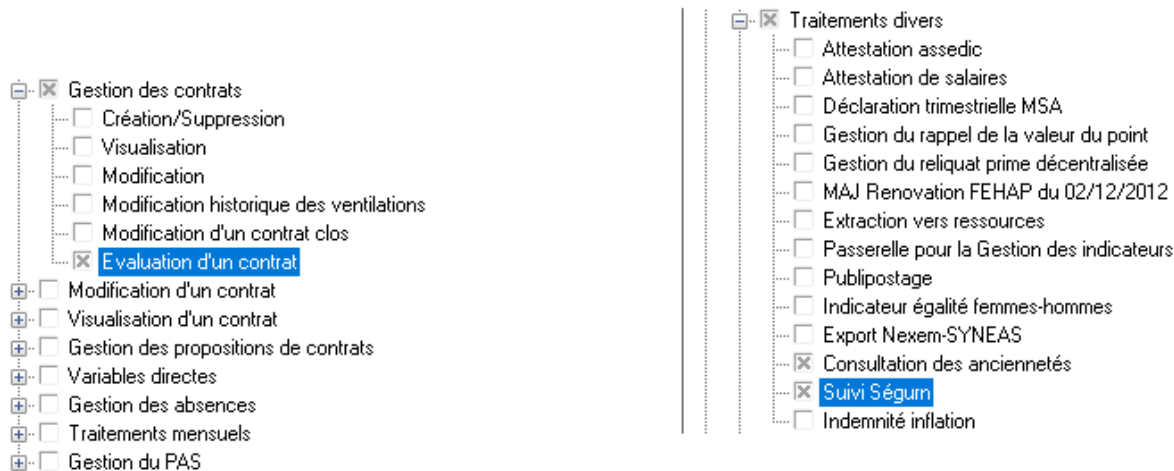 Gestion des contrats
Création/Suppression
Visualisation
Modification
Modification historique des ventilations
Modification d'un contrat clos
Evaluation d'un contrat
Modification d'un contrat
Visualisation d'un contrat
Gestion des propositions de contrats
Variables directes
Gestion des absences
Traitements mensuels
Gestion du PAS
Traitements divers
Attestation assedic
Attestation de salaires
Déclaration trimestrielle MSA
Gestion du rappel de la valeur du point
Gestion du reliquat prime décentralisée
MAJ Renovation FEHAP du 02/12/2012
Extraction vers ressources
Passerelle pour la Gestion des indicateurs
Publipostage
Indicateur égalité femmes-hommes
Export Nexem-SYNEAS
Consultation des anciennetés
Suivi Ségurn
Indemnité inflation